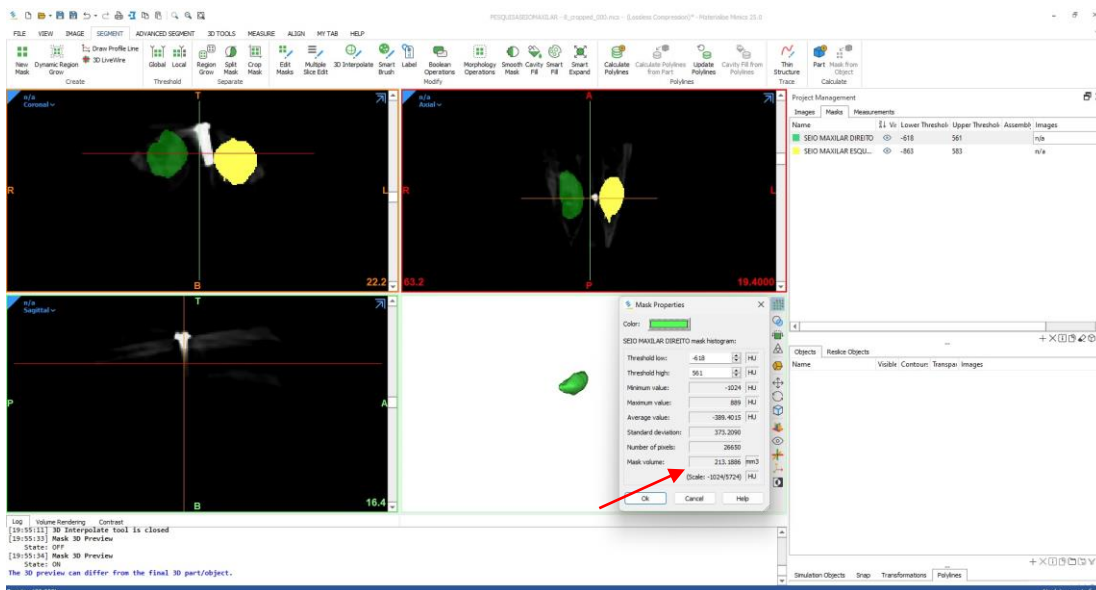 PESQUISASEIOMAXILAR - 6_cropped_000.mcs - (Lossless Compression)* - Materialise Mimics 25.0
FILE VIEW IMAGE SEGMENT ADVANCED SEGMENT 3D TOOLS MEASURE ALIGN MY TAB HELP
New Mask Dynamic Region Grow Draw Profile Line 3D LiveWire Global Local Region Grow Split Mask Crop Mask Edit Masks Multiple Slice Edit 3D Interpolate Smart Brush Label Boolean Operations Morphology Operations Smooth Mask Cavity Fill Smart Fill Smart Expand Calculate Polylines Calculate Polylines from Part Update Polylines Cavity Fill from Polylines Thin Structure Part Mask from Object
Create Threshold Separate Modify Polylines Trace Calculate
n/a
Coronal
T
R
L
B
22.2
n/a
Axial
A
R
L
P
63.2
19.4000
n/a
Sagittal
T
P
A
B
16.4
Project Management
Images Masks Measurements
Name Vi Lower Threshol Upper Threshol Assembly Images
SEIO MAXILAR DIREITO -618 561 n/a
SEIO MAXILAR ESQU... -863 583 n/a
Mask Properties
Color:
SEIO MAXILAR DIREITO mask histogram:
Threshold low: -618 HU
Threshold high: 561 HU
Minimum value: -1024 HU
Maximum value: 889 HU
Average value: -389.4015 HU
Standard deviation: 373.2090
Number of pixels: 26650
Mask volume: 213.1886 mm3
(Scale: -1024/5724) HU
Ok Cancel Help
Objects Reslice Objects
Name Visible Contour: Transpar Images
Log Volume Rendering Contrast
[19:55:11] 3D Interpolate tool is closed
[19:55:33] Mask 3D Preview
State: OFF
[19:55:34] Mask 3D Preview
State: ON
The 3D preview can differ from the final 3D part/object.
Simulation Objects Snap Transformations Polylines